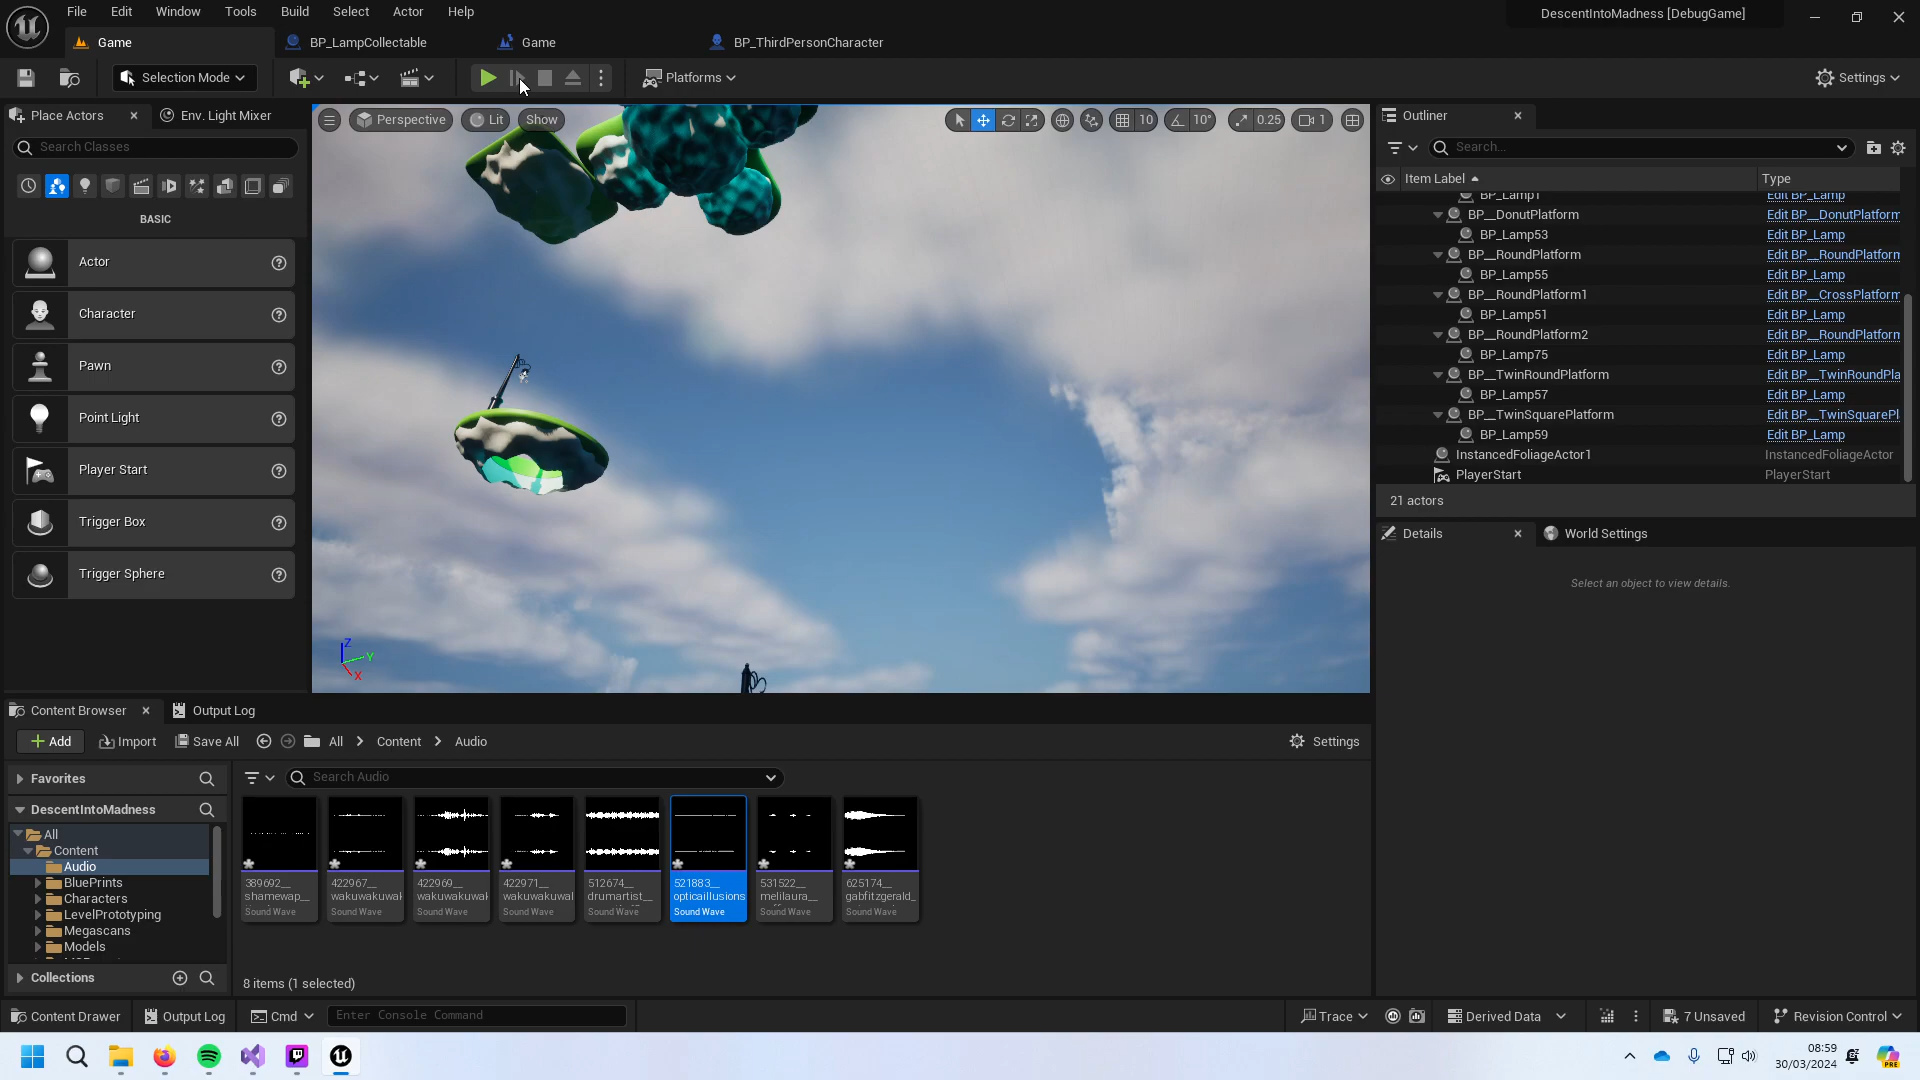 File Edit Window Tools Build Select Actor Help
DescentIntoMadness [DebugGame]
Game
BP_LampCollectable
Game
BP_ThirdPersonCharacter
Selection Mode
Platforms
Settings
Place Actors
Env. Light Mixer
Search Classes
BASIC
Actor
Character
Pawn
Point Light
Player Start
Trigger Box
Trigger Sphere
Perspective
Lit
Show
10
10°
0.25
1
Z
Y
X
Outliner
Search...
Item Label
Type
BP_Lamp1 Edit BP_Lamp
BP__DonutPlatform Edit BP__DonutPlatform
BP_Lamp53 Edit BP_Lamp
BP__RoundPlatform Edit BP__RoundPlatform
BP_Lamp55 Edit BP_Lamp
BP__RoundPlatform1 Edit BP__CrossPlatform
BP_Lamp51 Edit BP_Lamp
BP__RoundPlatform2 Edit BP__RoundPlatform
BP_Lamp75 Edit BP_Lamp
BP__TwinRoundPlatform Edit BP__TwinRoundPla
BP_Lamp57 Edit BP_Lamp
BP__TwinSquarePlatform Edit BP__TwinSquarePl
BP_Lamp59 Edit BP_Lamp
InstancedFoliageActor1 InstancedFoliageActor
PlayerStart PlayerStart
21 actors
Details
World Settings
Select an object to view details.
Content Browser
Output Log
Add
Import
Save All
All
Content
Audio
Settings
Favorites
DescentIntoMadness
All
Content
Audio
BluePrints
Characters
LevelPrototyping
Megascans
Models
Collections
Search Audio
389692__
shamewap__
Sound Wave
422967__
wakuwakuwak
Sound Wave
422969__
wakuwakuwak
Sound Wave
422971__
wakuwakuwak
Sound Wave
512674__
drumartist__
Sound Wave
521883__
opticaillusions
Sound Wave
531522__
melilaura__
Sound Wave
625174__
gabfitzgerald_
Sound Wave
8 items (1 selected)
Content Drawer
Output Log
Cmd
Enter Console Command
Trace
Derived Data
7 Unsaved
Revision Control
08:59
30/03/2024
PRE